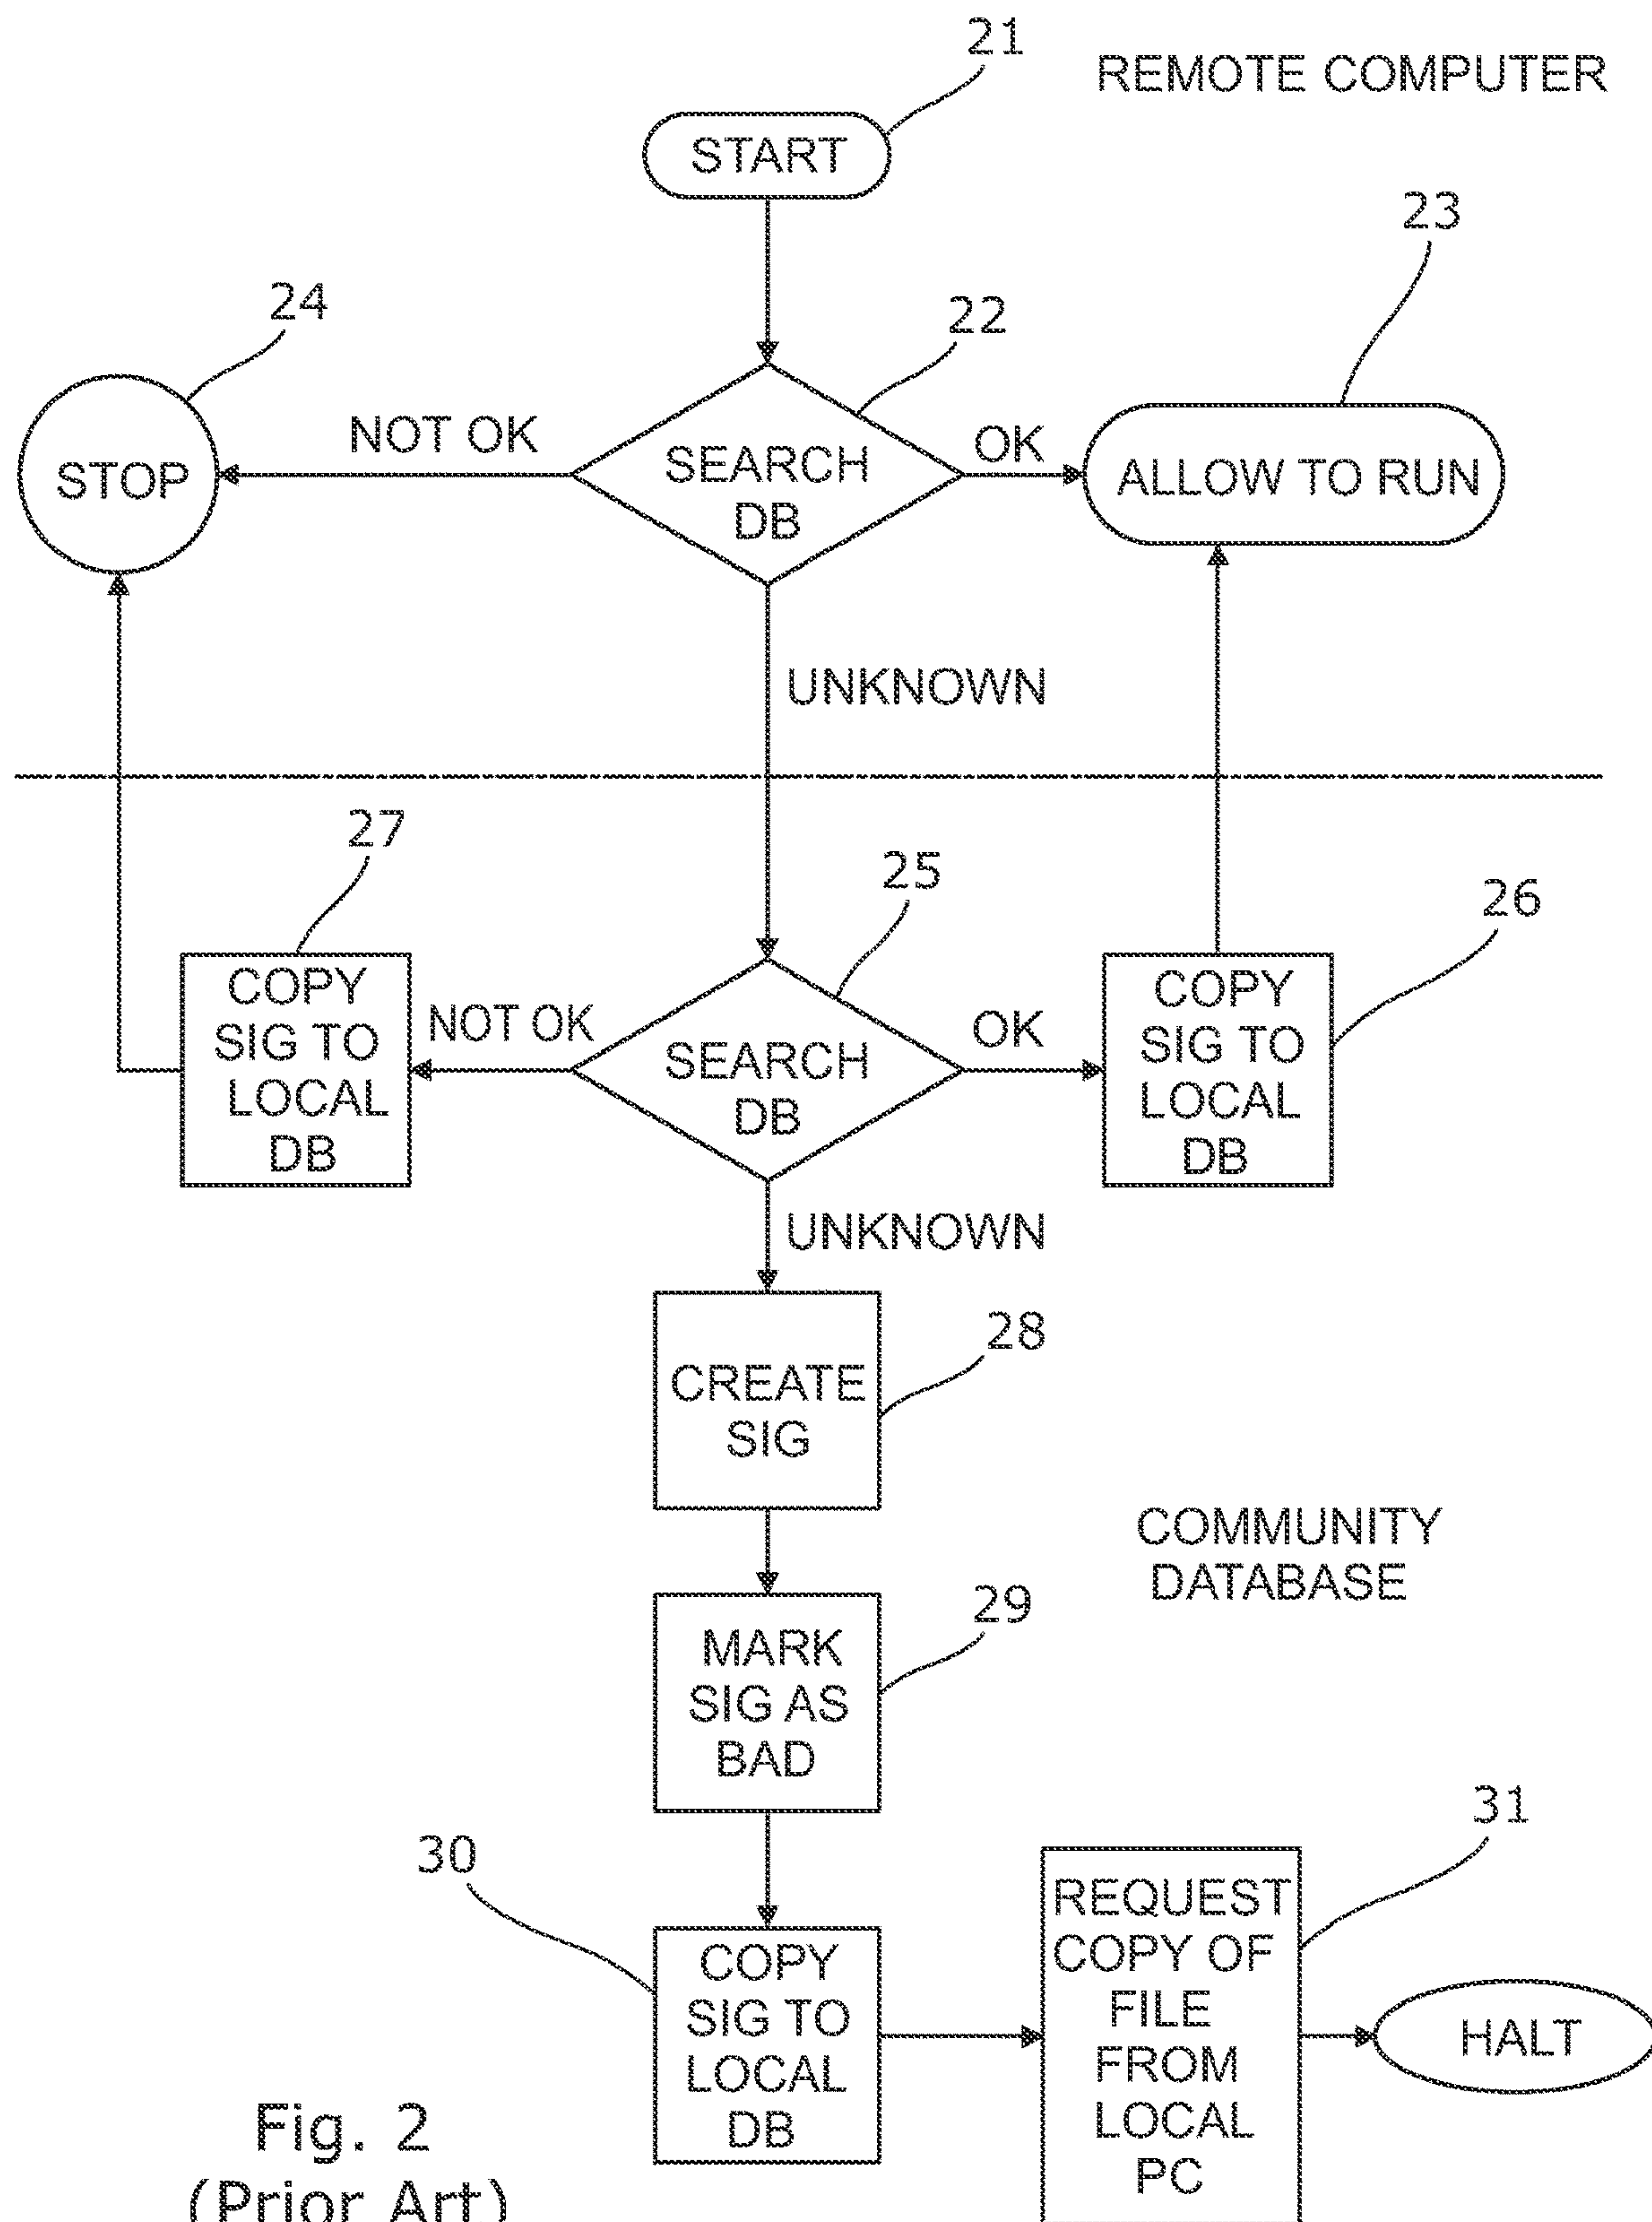 21
REMOTE COMPUTER
START
23
24
22
NOT OK
OK
STOP
SEARCH
DB
ALLOW TO RUN
UNKNOWN
27
25
26
COPY
SIG TO
LOCAL
DB
NOT OK
SEARCH
DB
OK
COPY
SIG TO
LOCAL
DB
UNKNOWN
28
CREATE
SIG
COMMUNITY
DATABASE
29
MARK
SIG AS
BAD
30
31
COPY
SIG TO
LOCAL
DB
REQUEST
COPY OF
FILE
FROM
LOCAL
PC
HALT
Fig. 2
(Prior Art)